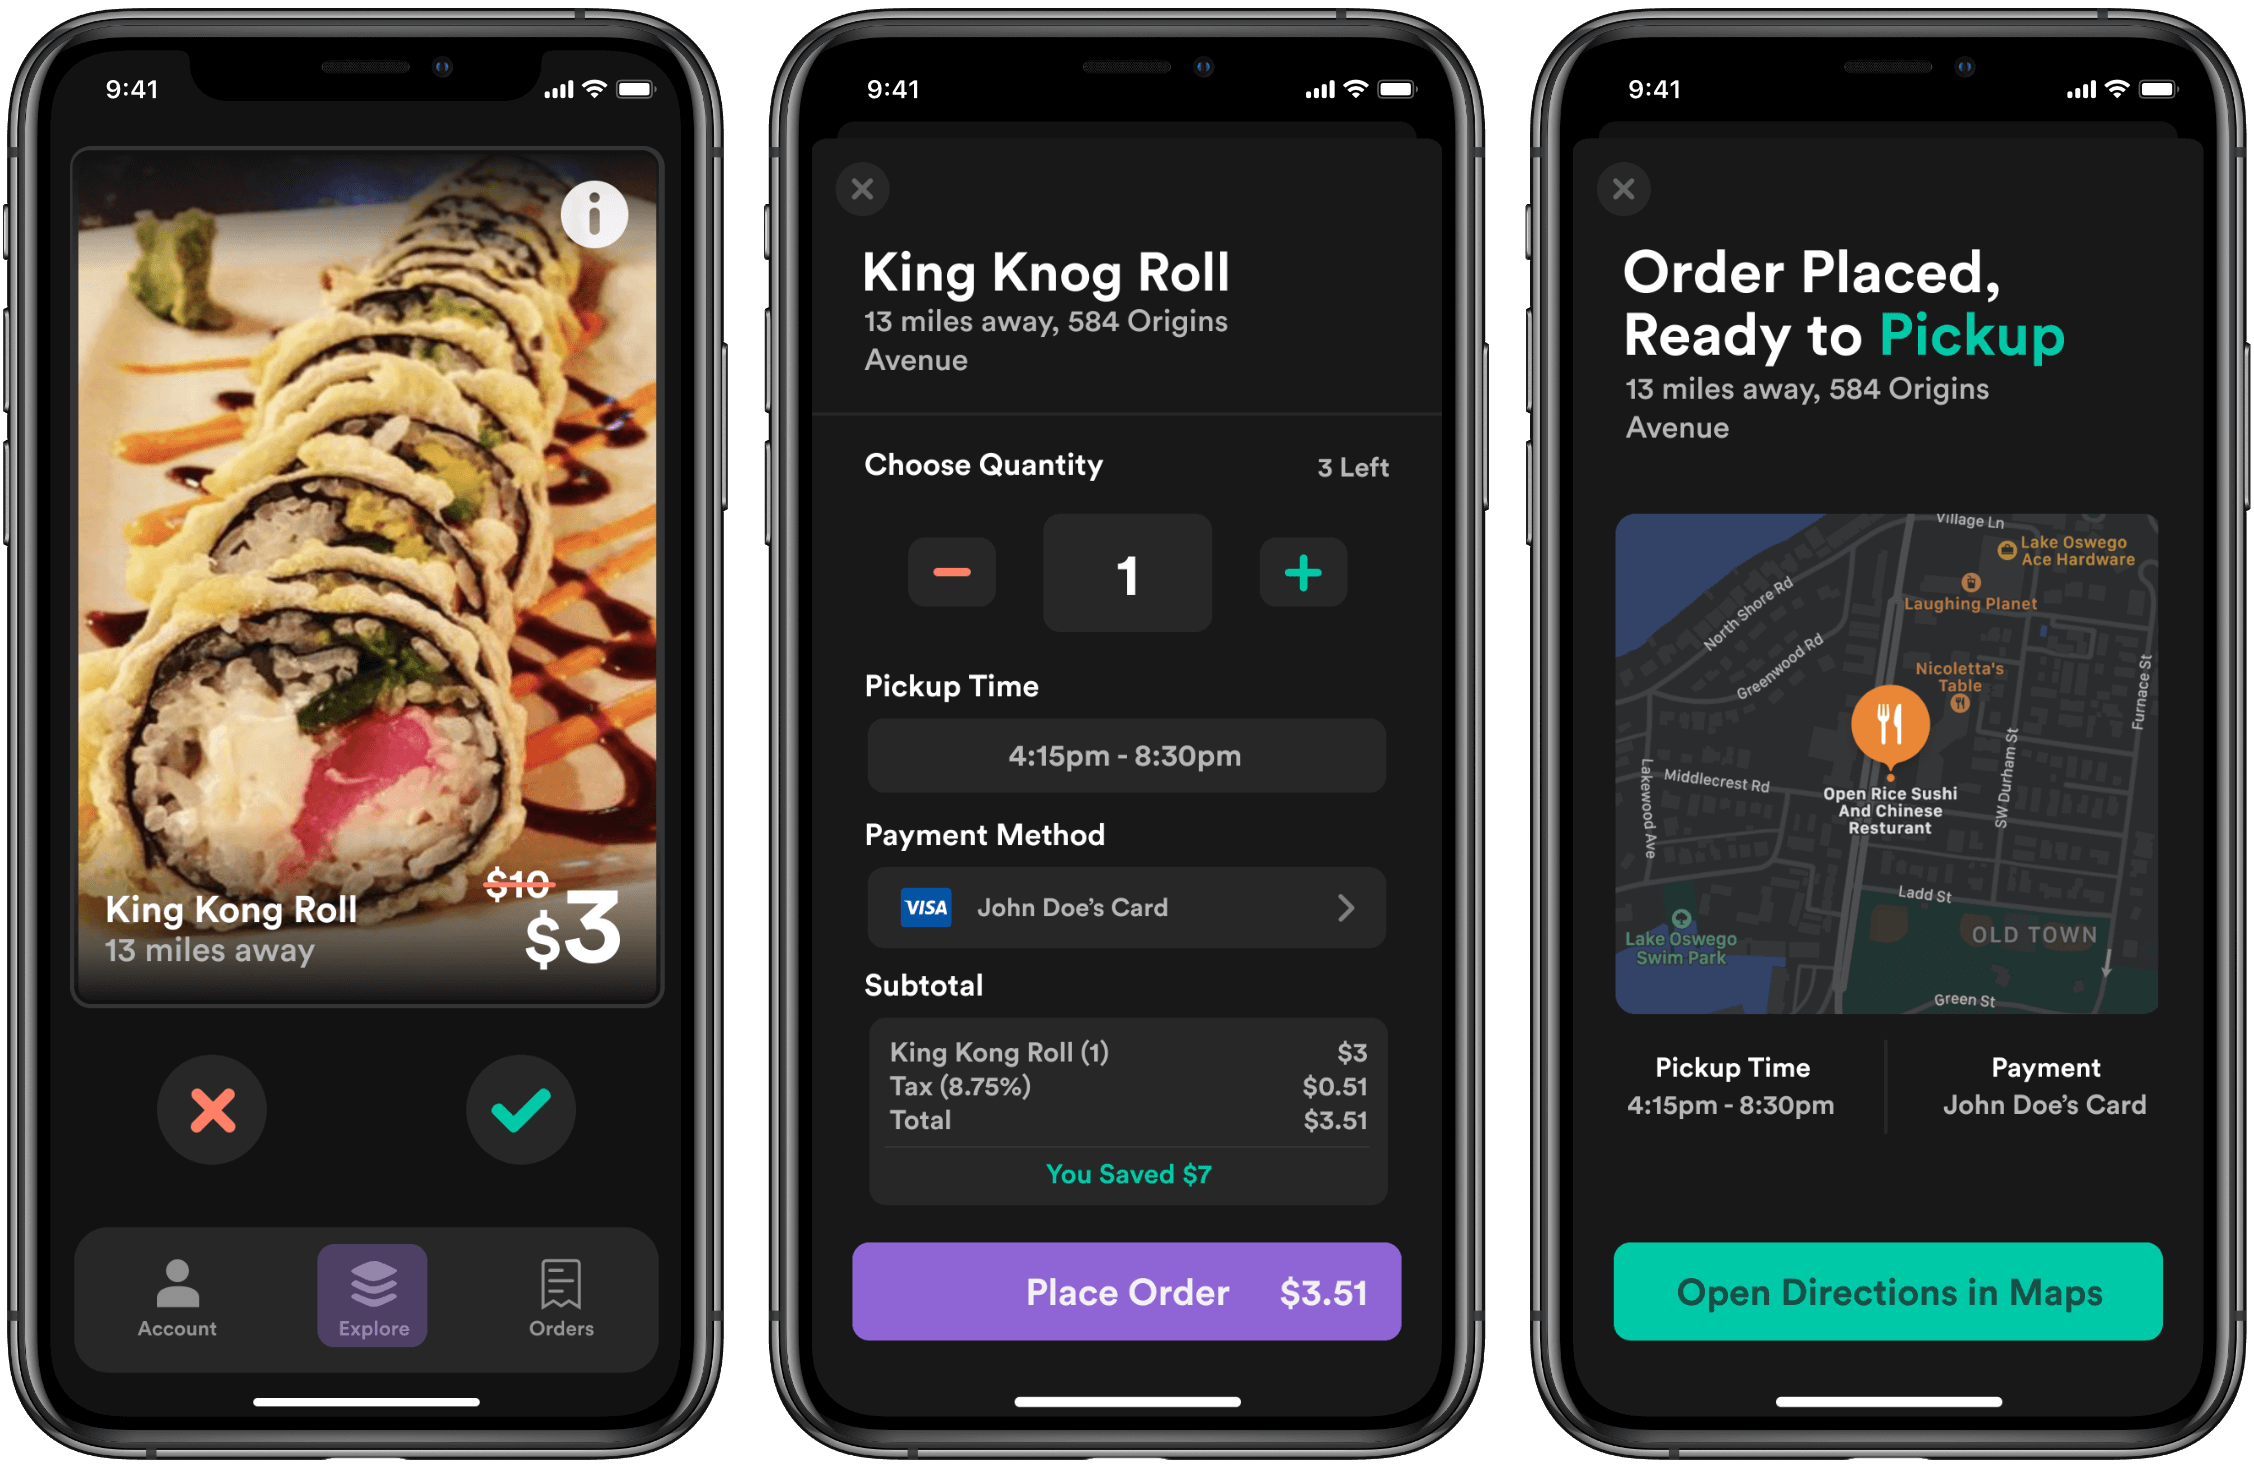 9:41
King Kong Roll
13 miles away
$10
$3
Account
Explore
Orders
9:41
King Knog Roll
13 miles away, 584 Origins
Avenue
Choose Quantity
3 Left
1
Pickup Time
4:15pm - 8:30pm
Payment Method
VISA
John Doe's Card
Subtotal
King Kong Roll (1) $3
Tax (8.75%) $0.51
Total $3.51
You Saved $7
Place Order $3.51
9:41
Order Placed,
Ready to Pickup
13 miles away, 584 Origins
Avenue
Village Ln
Lake Oswego
Ace Hardware
Laughing Planet
North Shore Rd
Greenwood Rd
Nicoletta's
Table
Furnace St
SW Durham St
Middlecrest Rd
Lakewood Ave
Open Rice Sushi
And Chinese
Resturant
Ladd St
OLD TOWN
Lake Oswego
Swim Park
Green St
Pickup Time
4:15pm - 8:30pm
Payment
John Doe's Card
Open Directions in Maps